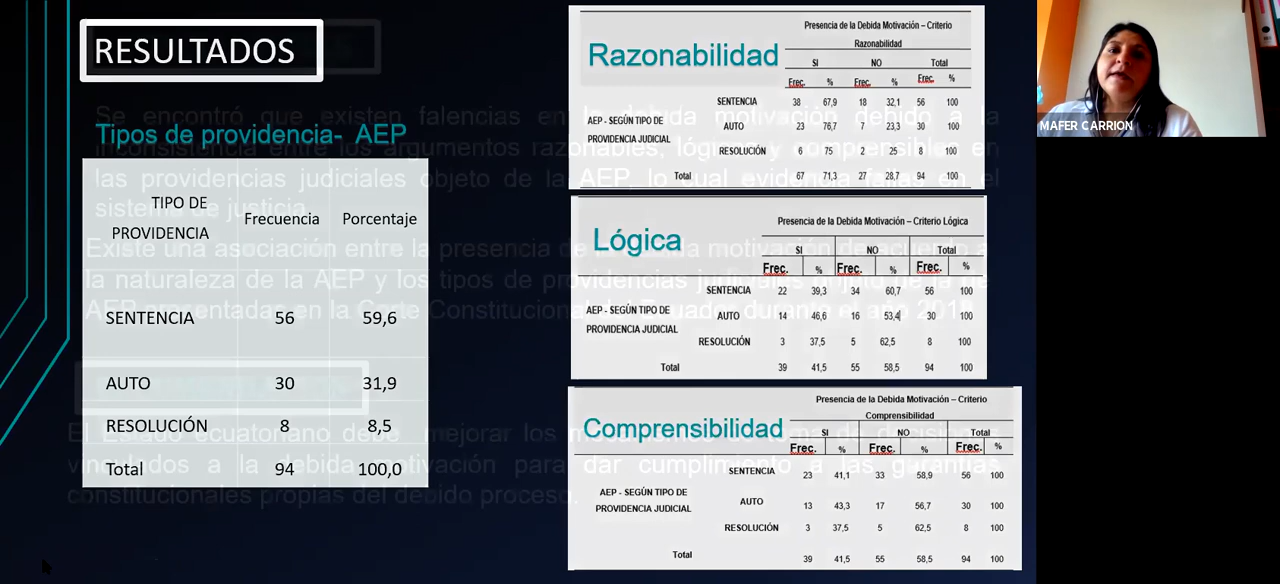 RESULTADOS
Se encontró que existen falencias en la debida motivación debido a la
inconsistencia entre los argumentos razonables, lógicos y comprensibles en
las providencias judiciales objeto de la AEP, lo cual evidencia fallas en el
sistema de justicia.
Existe una asociación entre la presencia de la debida motivación de acuerdo a
la naturaleza de la AEP y los tipos de providencias judiciales
AEP presentadas en la Corte Constitucional del Ecuador durante el año
El Estado ecuatoriano debe mejorar los
vinculados a la debida motivación para dar cumplimiento a las garantías
constitucionales propias del debido proceso.
Tipos de providencia- AEP
TIPO DE
PROVIDENCIA Frecuencia Porcentaje
SENTENCIA 56 59,6
AUTO 30 31,9
RESOLUCIÓN 8 8,5
Total 94 100,0
Razonabilidad
Presencia de la Debida Motivación – Criterio
Razonabilidad
SI NO Total
Frec. % Frec. % Frec. %
SENTENCIA 38 67,9 18 32,1 56 100
AEP - SEGÚN TIPO DE
PROVIDENCIA JUDICIAL
AUTO 23 76,7 7 23,3 30 100
RESOLUCIÓN 6 75 2 25 8 100
Total 67 71,3 27 28,7 94 100
Lógica
Presencia de la Debida Motivación – Criterio Lógica
SI NO Total
Frec. % Frec. % Frec. %
SENTENCIA 22 39,3 34 60,7 56 100
AEP - SEGÚN TIPO DE
PROVIDENCIA JUDICIAL
AUTO 14 46,6 16 53,4 30 100
RESOLUCIÓN 3 37,5 5 62,5 8 100
Total 39 41,5 55 58,5 94 100
Comprensibilidad
Presencia de la Debida Motivación – Criterio
Comprensibilidad
SI NO Total
Frec. % Frec. % Frec. %
SENTENCIA 23 41,1 33 58,9 56 100
AEP - SEGÚN TIPO DE
PROVIDENCIA JUDICIAL
AUTO 13 43,3 17 56,7 30 100
RESOLUCIÓN 3 37,5 5 62,5 8 100
Total 39 41,5 55 58,5 94 100
MAFER CARRION